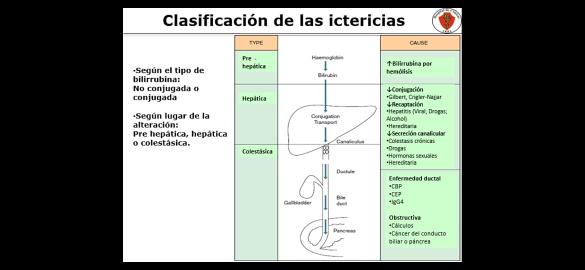 Clasificación de las ictericias
•Según el tipo de
bilirrubina:
No conjugada o
conjugada
•Según lugar de la
alteración:
Pre hepática, hepática
o colestásica.
TYPE
CAUSE
Pre -
hepática
Haemoglobin
Bilirubin
↑Bilirrubina por
hemólisis
Hepática
Conjugation
Transport
Canaliculus
↓Conjugación
•Gilbert, Crigler-Najjar
↓Recaptación
•Hepatitis (Viral; Drogas;
Alcohol)
•Hereditaria
↓Secreción canalicular
•Colestasis crónicas
•Drogas
•Hormonas sexuales
•Hereditaria
Colestásica
Ductule
Gallbladder
Bile
duct
Pancreas
Enfermedad ductal
•CBP
•CEP
•IgG4
Obstructiva
•Cálculos
•Cáncer del conducto
biliar o páncrea